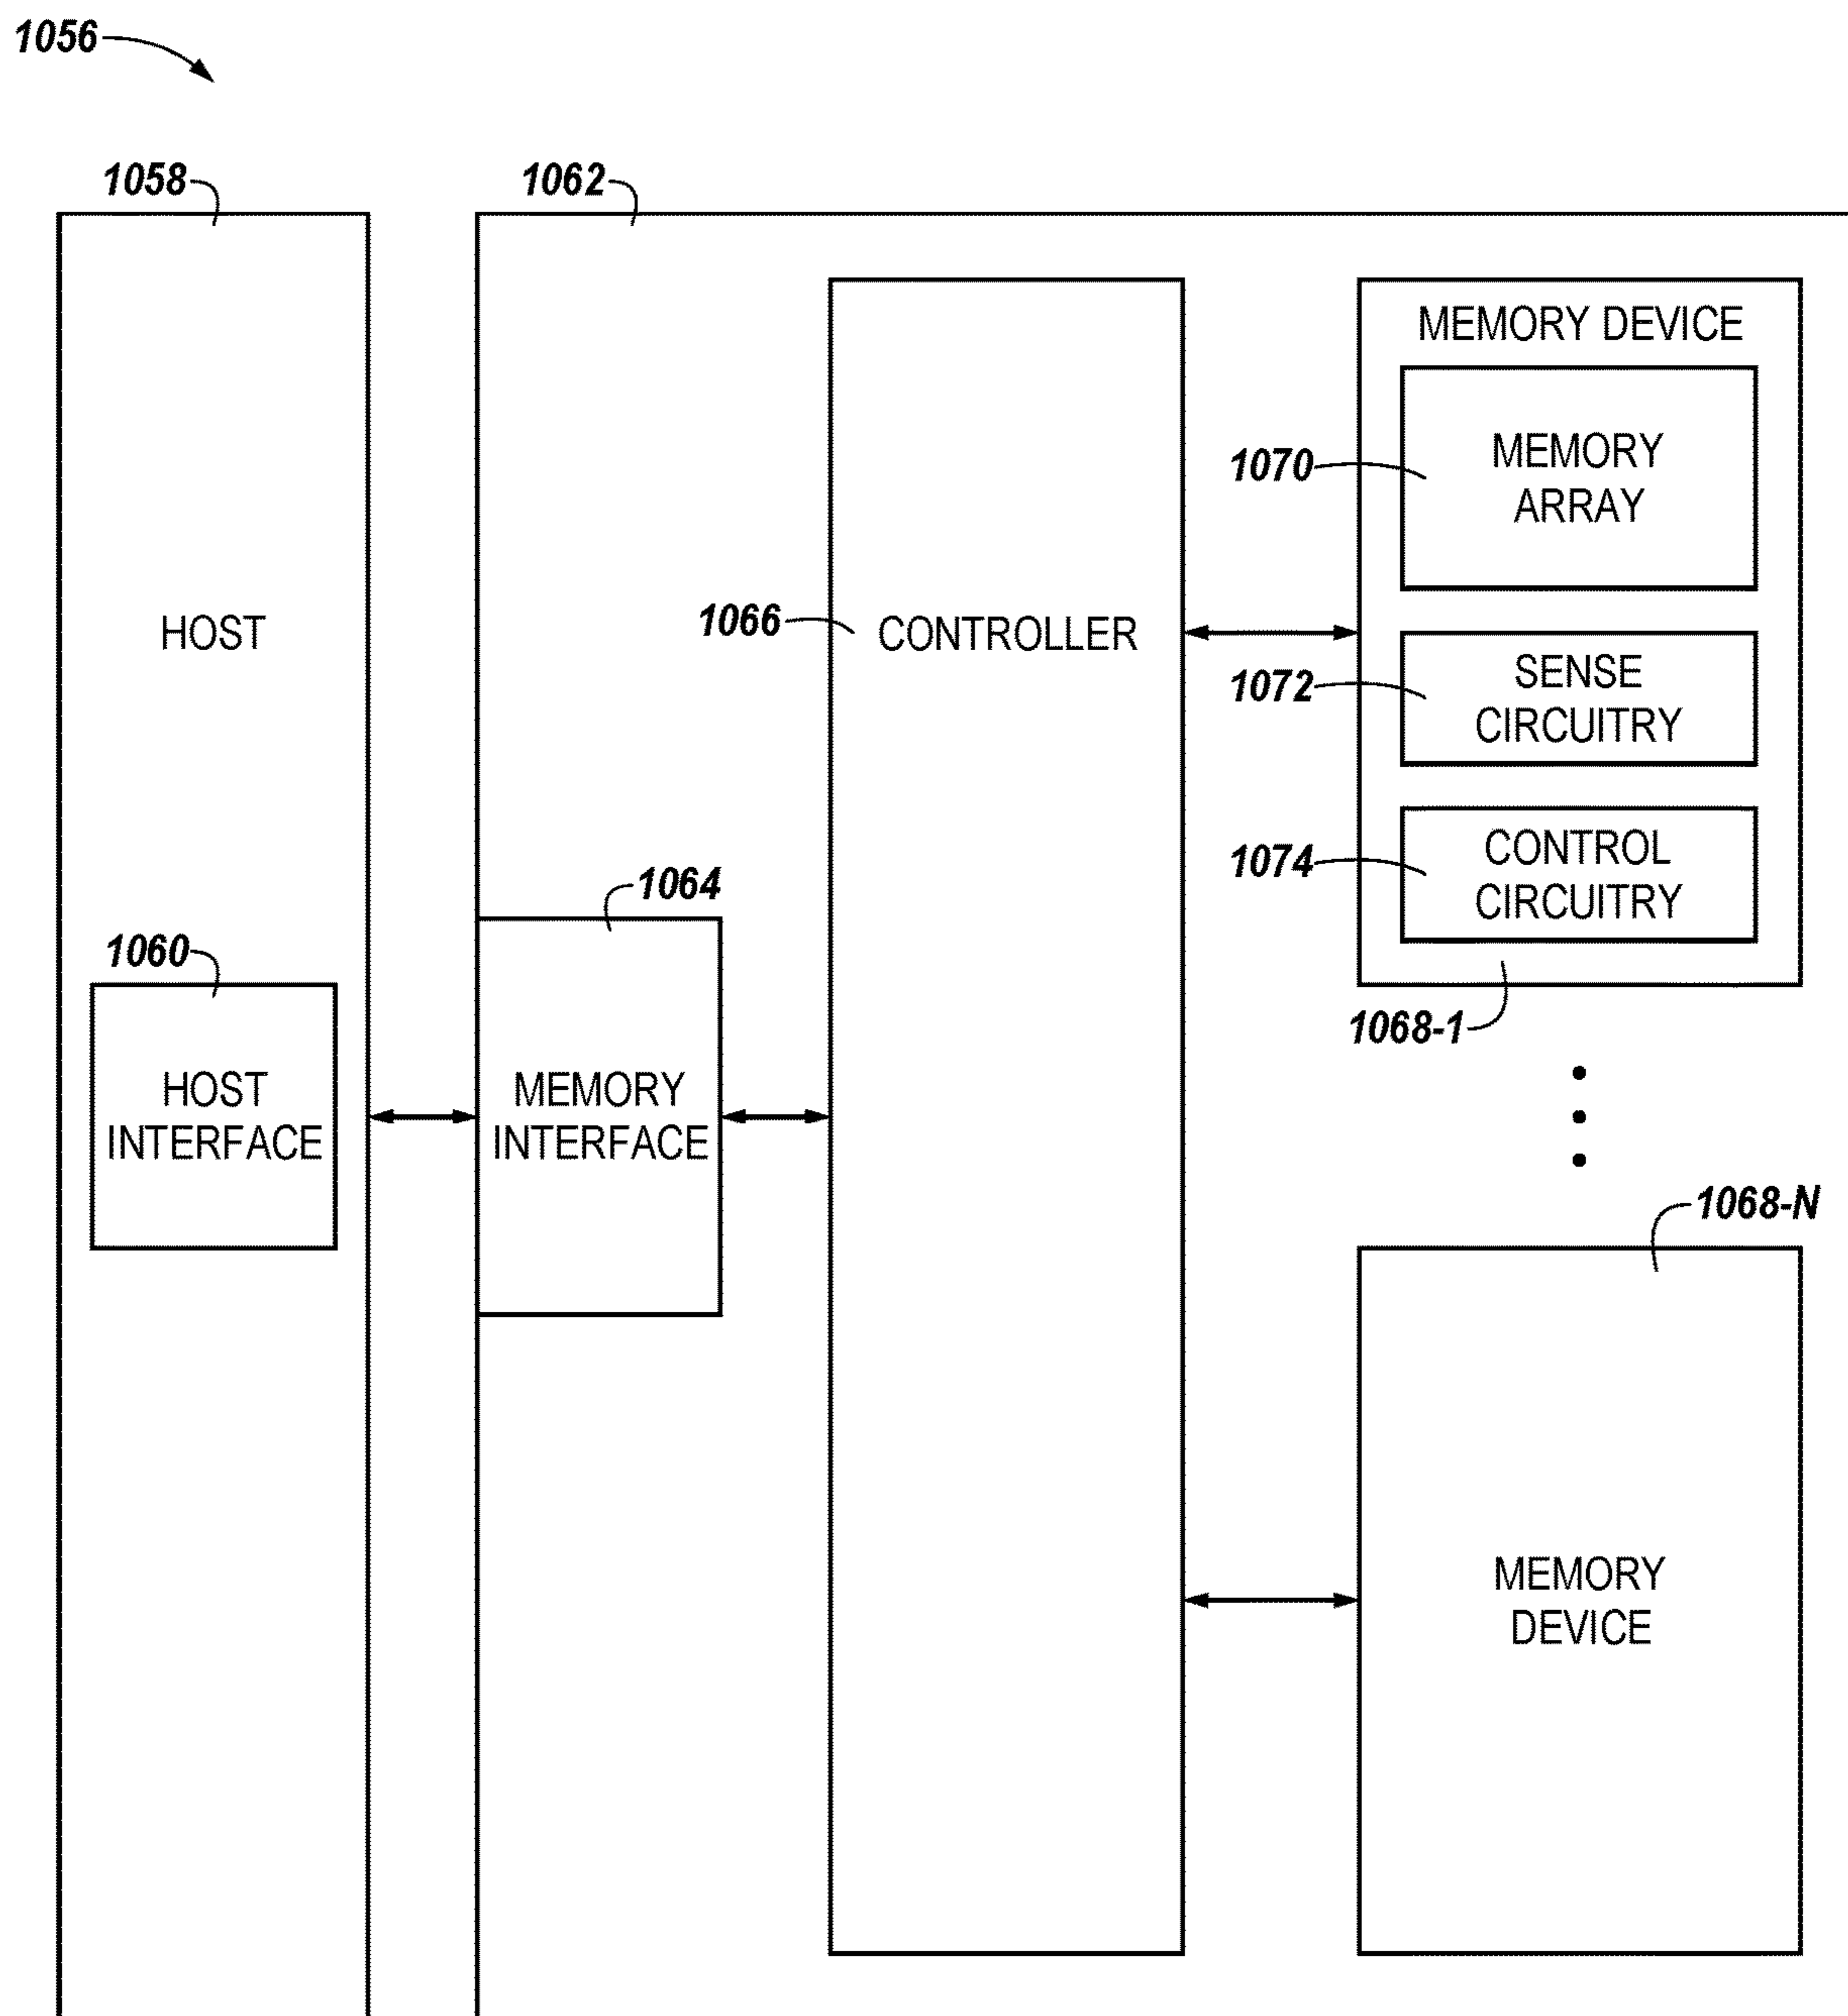 1056
1058
1062
MEMORY DEVICE
MEMORY
ARRAY
1070
HOST
1066
CONTROLLER
SENSE
CIRCUITRY
1072
CONTROL
CIRCUITRY
1074
1064
1060
1068-1
HOST
INTERFACE
MEMORY
INTERFACE
1068-N
MEMORY
DEVICE